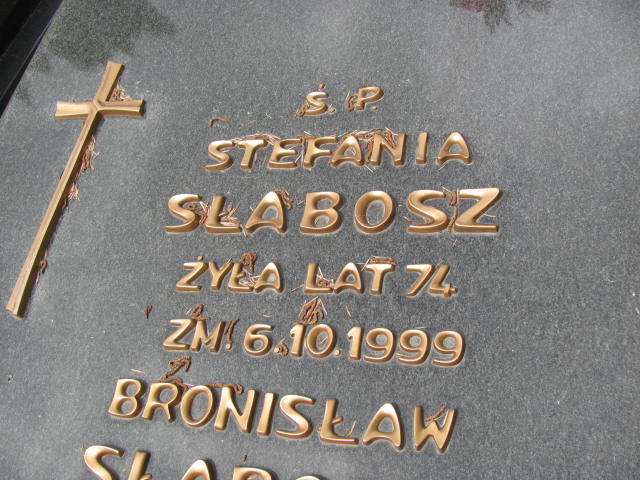 Ś. P.
STEFANIA
SŁABOSZ
ŻYŁA LAT 74
ZM. 6.10.1999
BRONISŁAW